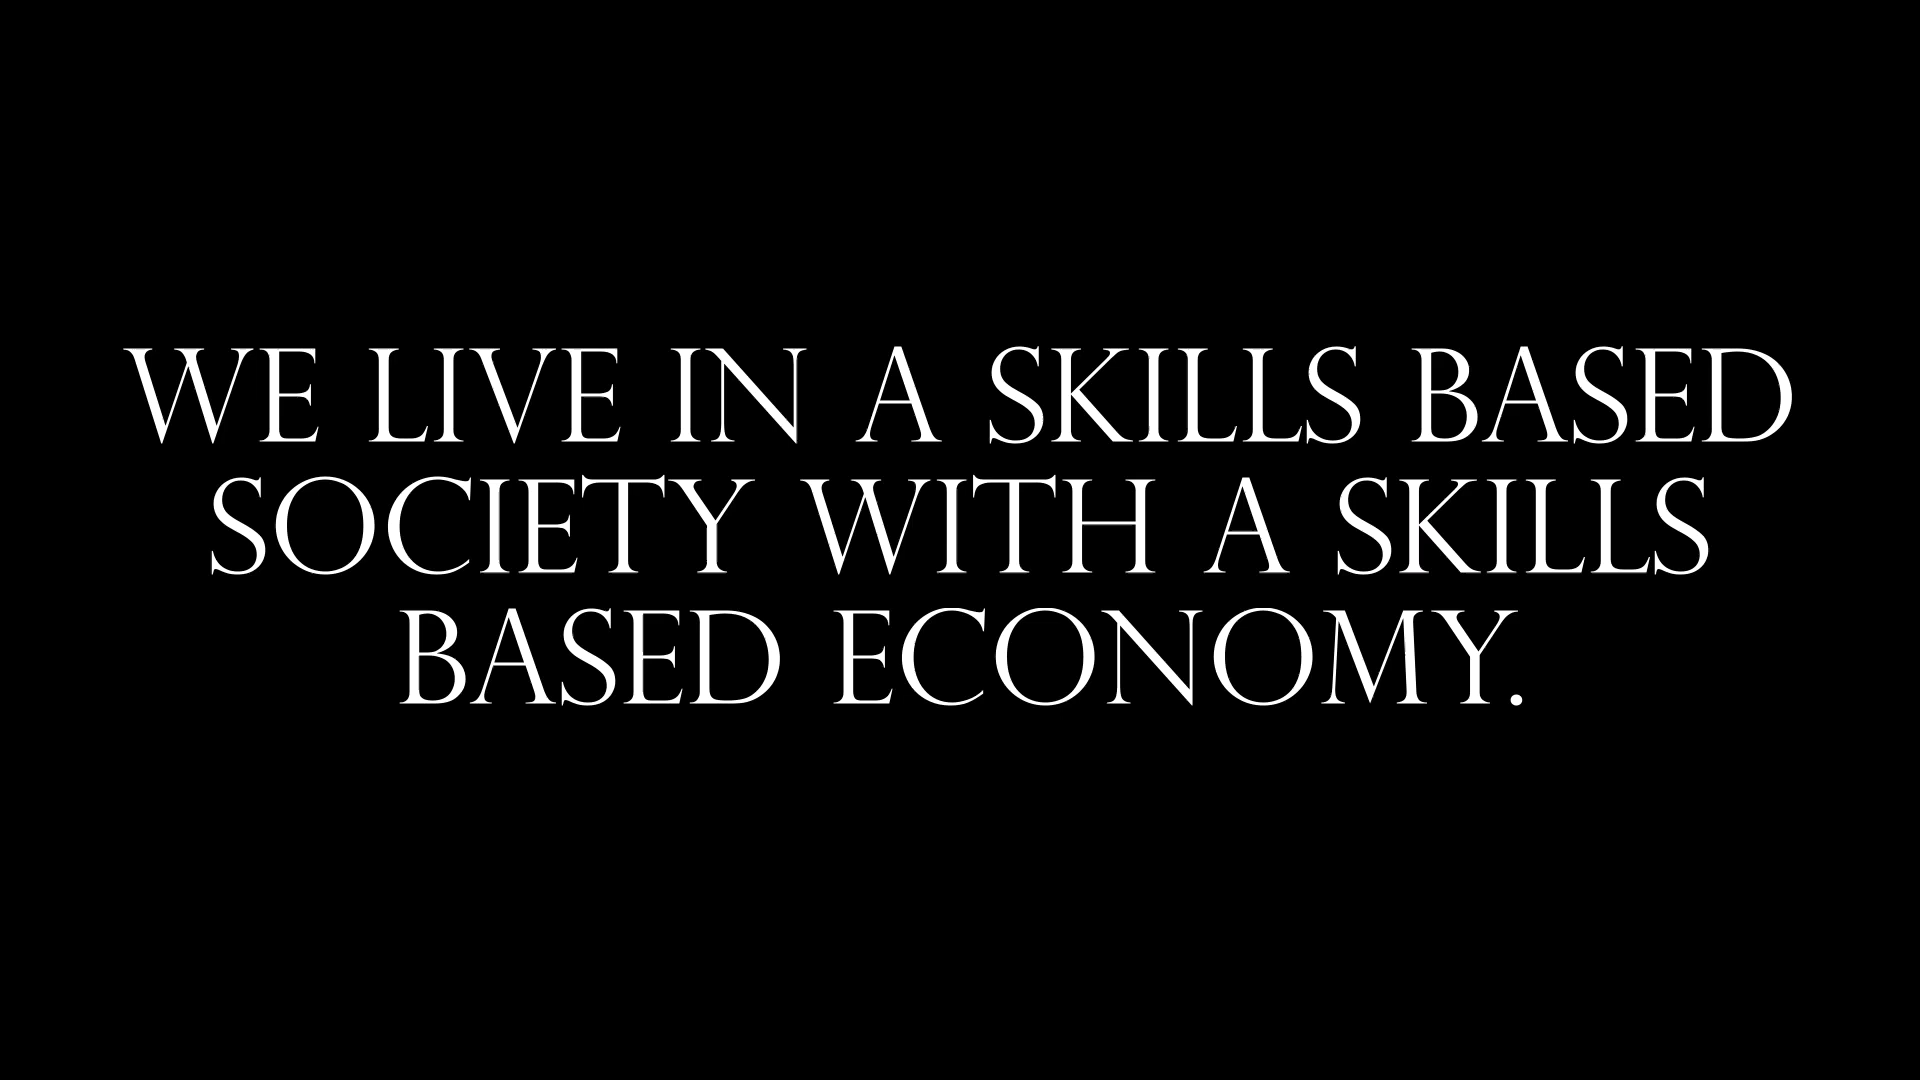 WE LIVE IN A SKILLS BASED
SOCIETY WITH A SKILLS
BASED ECONOMY.